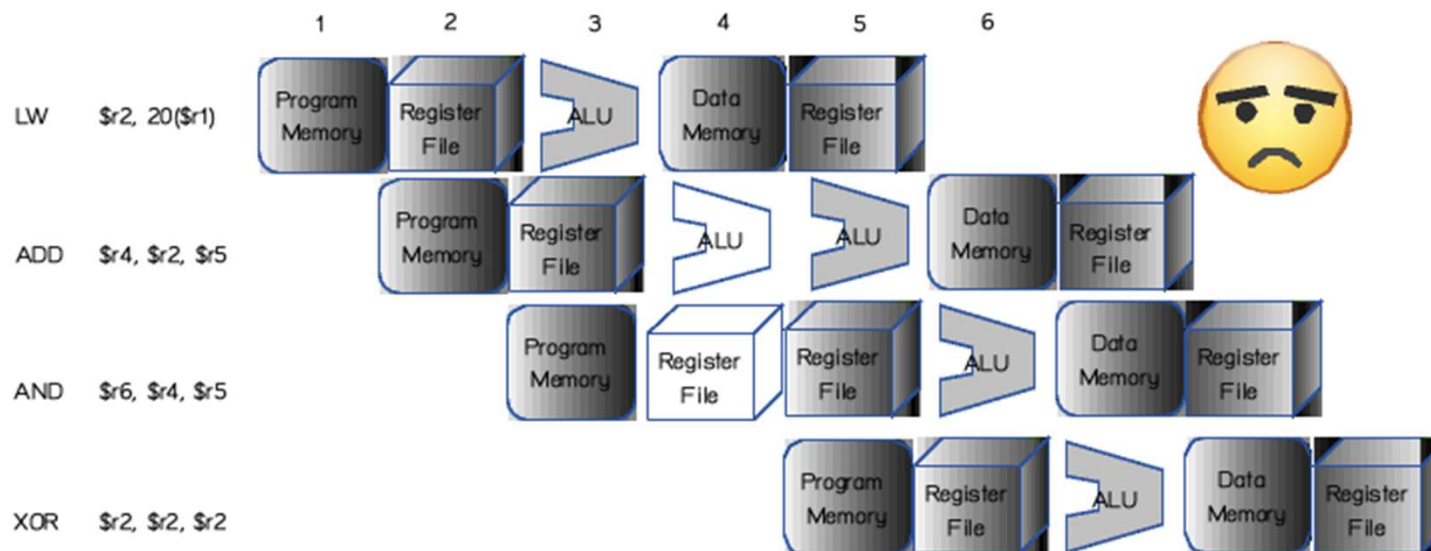 1 2 3 4 5 6
LW $r2, 20($r1)
Program Memory
Register File
ALU
Data Memory
Register File
ADD $r4, $r2, $r5
Program Memory
Register File
ALU
ALU
Data Memory
Register File
AND $r6, $r4, $r5
Program Memory
Register File
Register File
ALU
Data Memory
Register File
XOR $r2, $r2, $r2
Program Memory
Register File
ALU
Data Memory
Register File